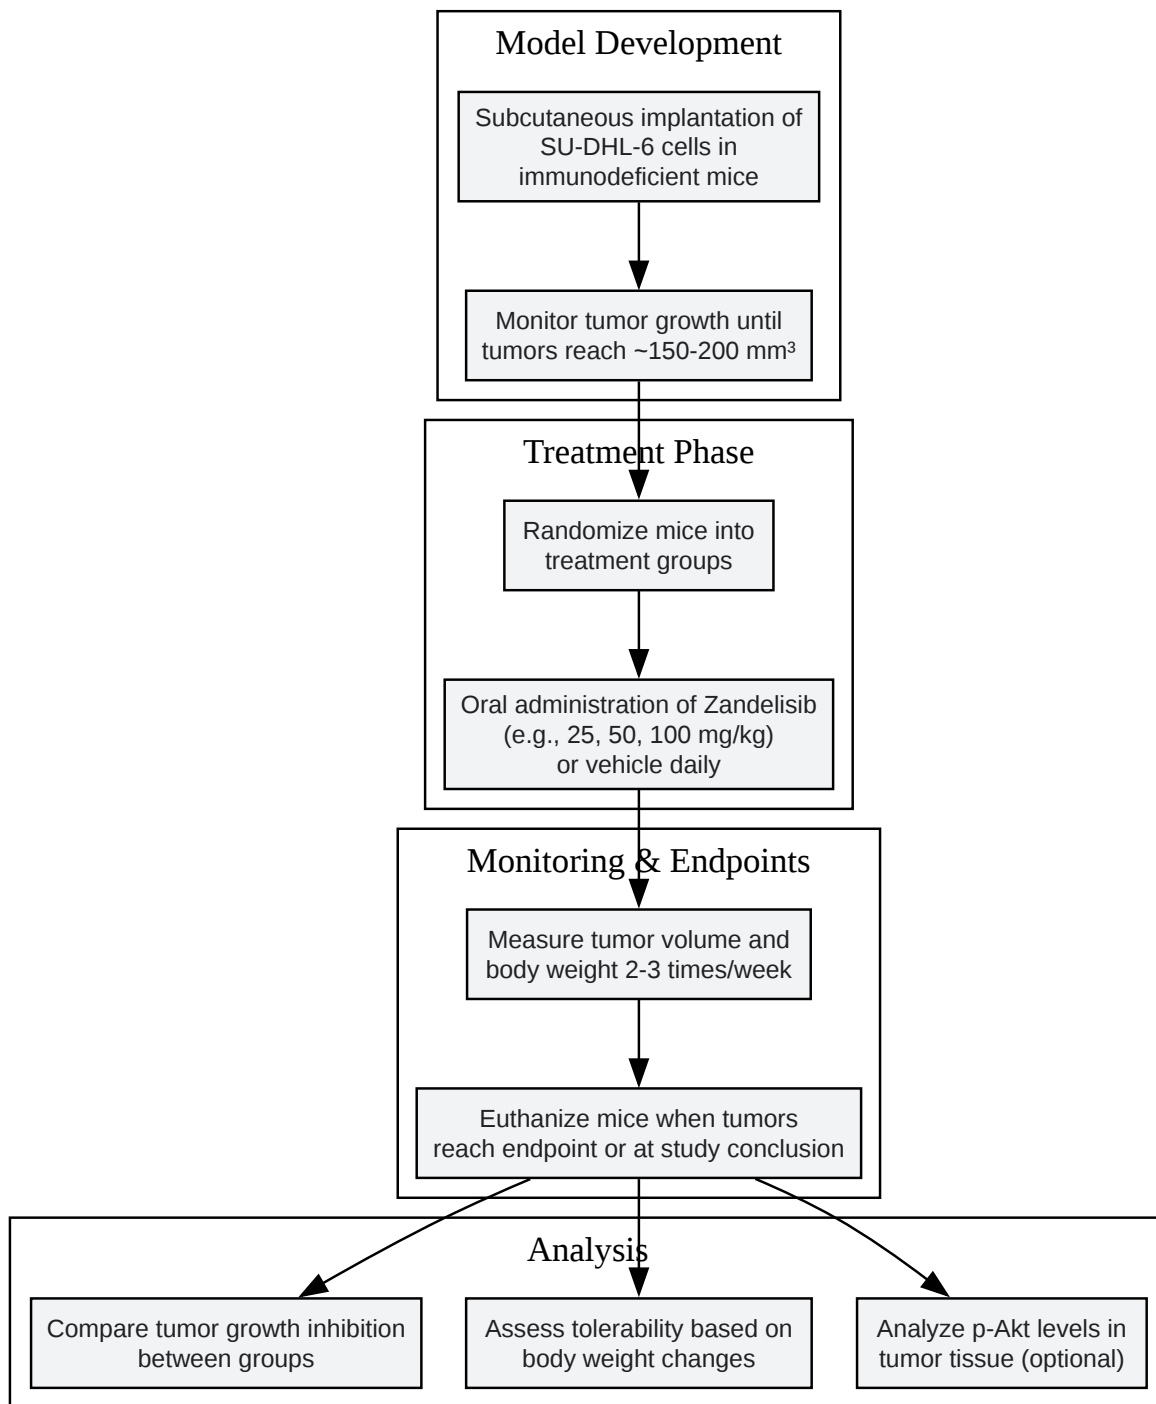 Model Development
Subcutaneous implantation of
SU-DHL-6 cells in
immunodeficient mice
Monitor tumor growth until
tumors reach ~150-200 mm³
Treatment Phase
Randomize mice into
treatment groups
Oral administration of Zandelisib
(e.g., 25, 50, 100 mg/kg)
or vehicle daily
Monitoring & Endpoints
Measure tumor volume and
body weight 2-3 times/week
Euthanize mice when tumors
reach endpoint or at study conclusion
Analysis
Compare tumor growth inhibition
between groups
Assess tolerability based on
body weight changes
Analyze p-Akt levels in
tumor tissue (optional)